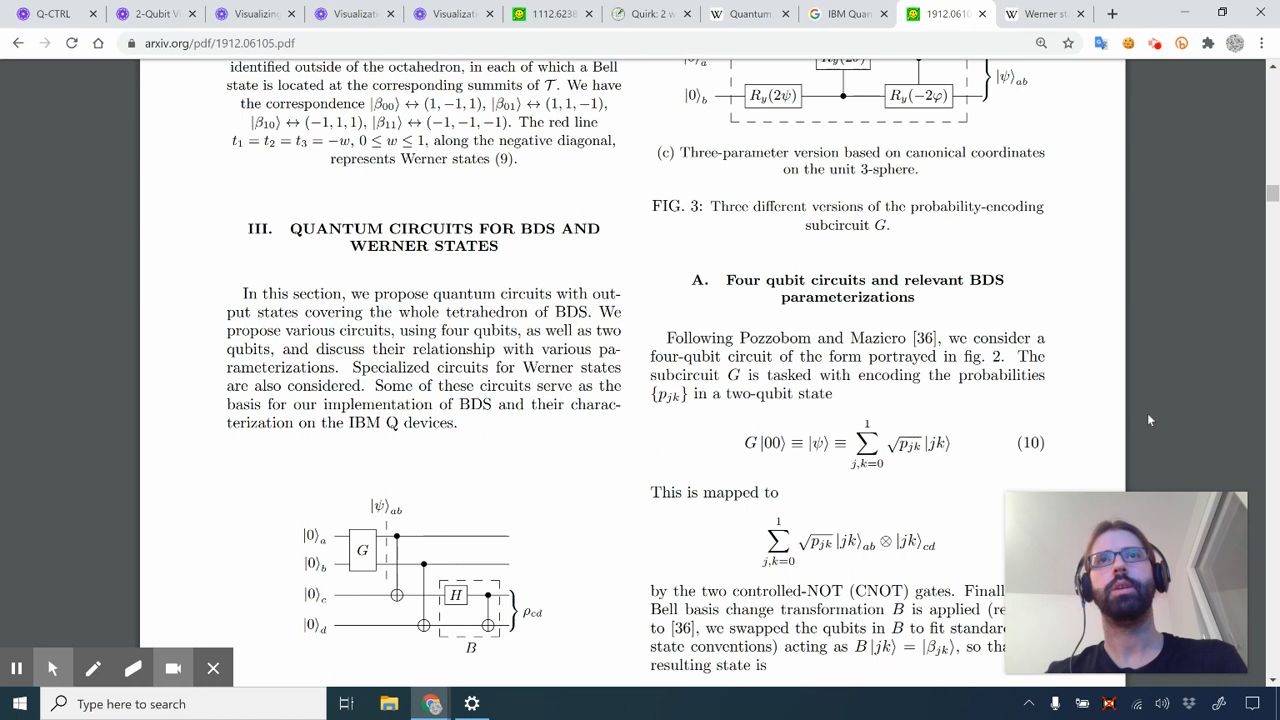 Q-CTRL
2-Qubit Vi
Visualizing
Visualizati
Visualizati
1112.6238
Quirk: 2 w
Quantum
IBM Quan
1912.0610
Werner sta
arxiv.org/pdf/1912.06105.pdf
identified outside of the octahedron, in each of which a Bell
state is located at the corresponding summits of 𝒯. We have
the correspondence |β₀₀⟩ ↔ (1, −1, 1), |β₀₁⟩ ↔ (1, 1, −1),
|β₁₀⟩ ↔ (−1, 1, 1), |β₁₁⟩ ↔ (−1, −1, −1). The red line
t₁ = t₂ = t₃ = −w, 0 ≤ w ≤ 1, along the negative diagonal,
represents Werner states (9).
III. QUANTUM CIRCUITS FOR BDS AND
WERNER STATES
In this section, we propose quantum circuits with out-
put states covering the whole tetrahedron of BDS. We
propose various circuits, using four qubits, as well as two
qubits, and discuss their relationship with various pa-
rameterizations. Specialized circuits for Werner states
are also considered. Some of these circuits serve as the
basis for our implementation of BDS and their charac-
terization on the IBM Q devices.
|ψ⟩ab
|0⟩a
G
|0⟩b
|0⟩c
H
ρcd
|0⟩d
B
|ψ⟩ab
|0⟩b
Ry(2ψ)
Ry(−2φ)
(c) Three-parameter version based on canonical coordinates
on the unit 3-sphere.
FIG. 3: Three different versions of the probability-encoding
subcircuit G.
A. Four qubit circuits and relevant BDS
parameterizations
Following Pozzobom and Maziero [36], we consider a
four-qubit circuit of the form portrayed in fig. 2. The
subcircuit G is tasked with encoding the probabilities
{pjk} in a two-qubit state
G |00⟩ ≡ |ψ⟩ ≡ ∑ j,k=0 1 √pjk |jk⟩ (10)
This is mapped to
∑ j,k=0 1 √pjk |jk⟩ab ⊗ |jk⟩cd
by the two controlled-NOT (CNOT) gates. Final
Bell basis change transformation B is applied (re
to [36], we swapped the qubits in B to fit standar
state conventions) acting as B |jk⟩ = |βjk⟩, so tha
resulting state is
Type here to search